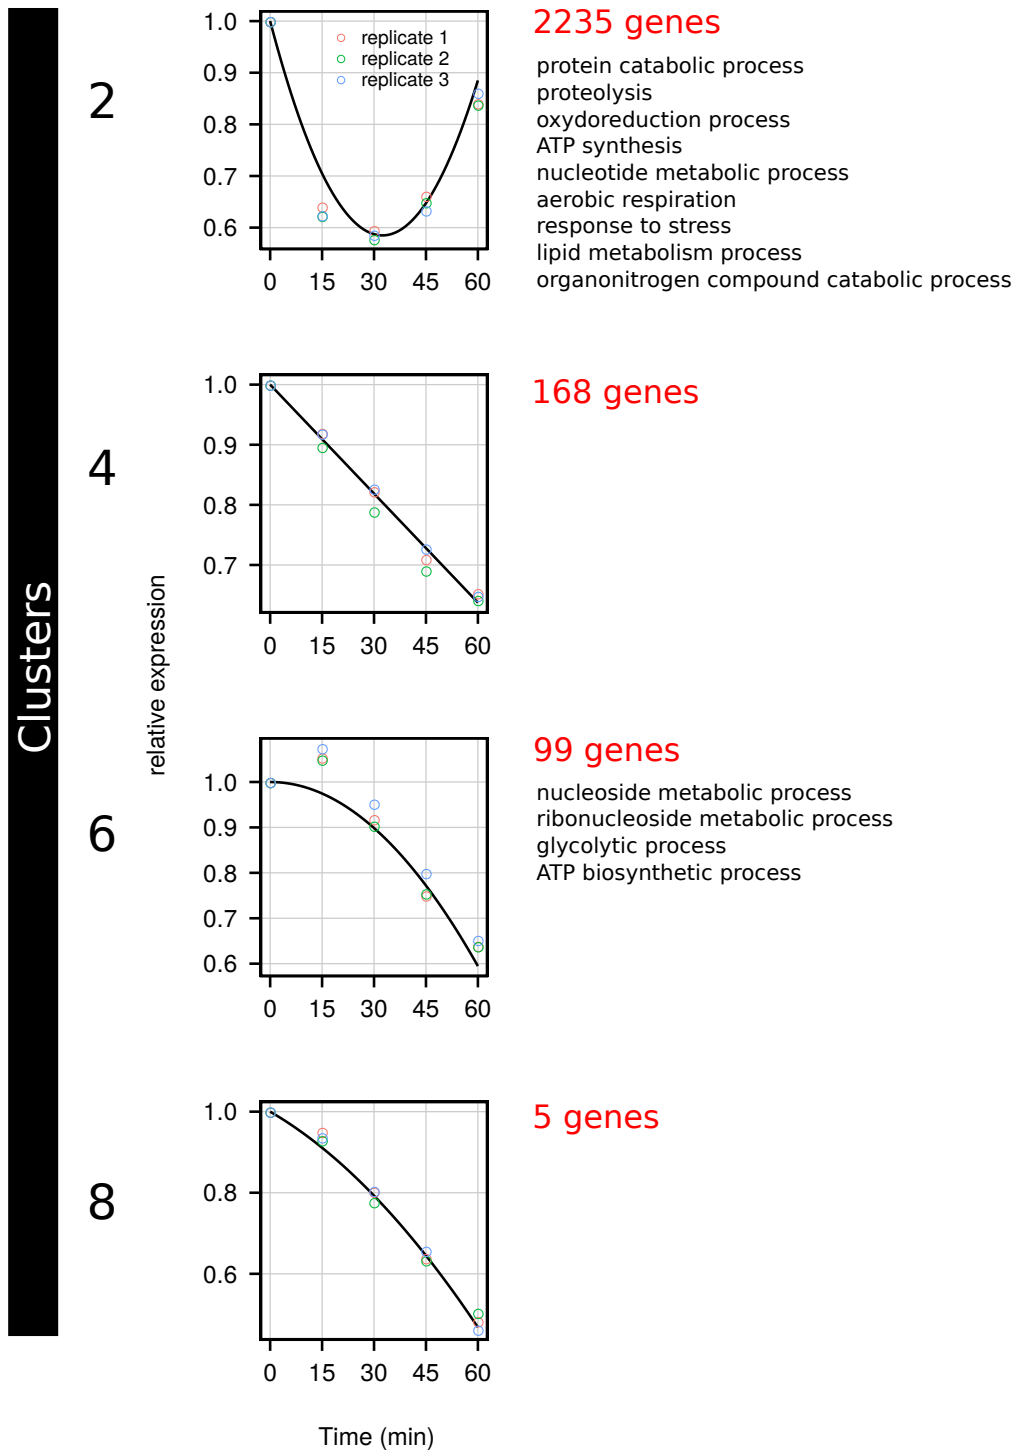 Clusters
relative expression
2
1.0
0.9
0.8
0.7
0.6
0 15 30 45 60
replicate 1
replicate 2
replicate 3
2235 genes
protein catabolic process
proteolysis
oxydoreduction process
ATP synthesis
nucleotide metabolic process
aerobic respiration
response to stress
lipid metabolism process
organonitrogen compound catabolic process
4
1.0
0.9
0.8
0.7
0 15 30 45 60
168 genes
6
1.0
0.9
0.8
0.7
0.6
0 15 30 45 60
99 genes
nucleoside metabolic process
ribonucleoside metabolic process
glycolytic process
ATP biosynthetic process
8
1.0
0.8
0.6
0 15 30 45 60
5 genes
Time (min)